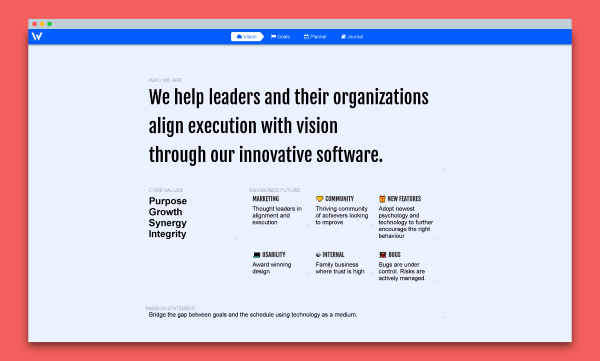 W
Vision Goals Planner Journal
WHO WE ARE
We help leaders and their organizations
align execution with vision
through our innovative software.
CORE VALUES
Purpose
Growth
Synergy
Integrity
ENVISIONED FUTURE
MARKETING
Thought leaders in
alignment and
execution
COMMUNITY
Thriving community
of achievers looking
to improve
NEW FEATURES
Adopt newest
psychology and
technology to further
encourage the right
behaviour
USABILITY
Award winning
design
INTERNAL
Family business
where trust is high
BUGS
Bugs are under
control. Risks are
actively managed.
MISSION STATEMENT
Bridge the gap between goals and the schedule using technology as a medium.